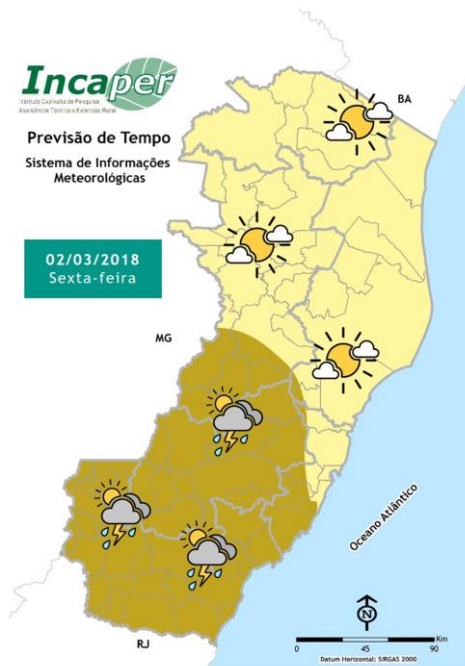 Incaper
Instituto Capixaba de Pesquisa,
Assistência Técnica e Extensão Rural
Previsão de Tempo
Sistema de Informações
Meteorológicas
02/03/2018
Sexta-feira
BA
MG
RJ
Oceano Atlântico
N
0 45 90
Km
Datum Horizontal: SIRGAS 2000